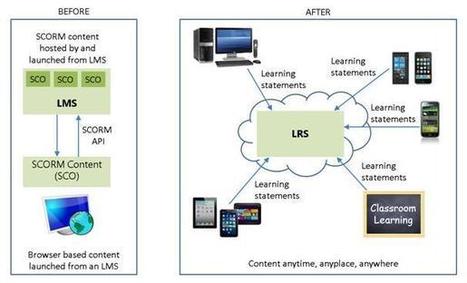 BEFORE
SCORM content
hosted by and
launched from LMS
SCO SCO SCO
LMS
SCORM
API
SCORM Content
(SCO)
Browser based content
launched from an LMS
AFTER
Learning
statements
Learning
statements
Learning
statements
LRS
Learning
statements
Learning
statements
Classroom
Learning
Content anytime, anyplace, anywhere